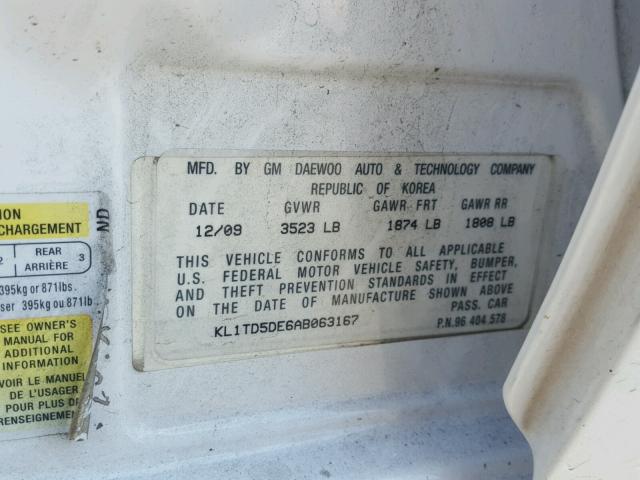 MFD. BY GM DAEWOO AUTO & TECHNOLOGY COMPANY
REPUBLIC OF KOREA
DATE GVWR GAWR FRT GAWR RR
12/09 3523 LB 1874 LB 1808 LB
THIS VEHICLE CONFORMS TO ALL APPLICABLE
U.S. FEDERAL MOTOR VEHICLE SAFETY, BUMPER,
AND THEFT PREVENTION STANDARDS IN EFFECT
ON THE DATE OF MANUFACTURE SHOWN ABOVE
PASS. CAR
KL1TD5DE6AB063167 P.N.96 404 578
ION
CHARGEMENT
ND
2 REAR
ARRIÈRE 3
395kg or 871lbs.
ser 395kg ou 871lb
SEE OWNER'S
MANUAL FOR
ADDITIONAL
INFORMATION
VOIR LE MANUEL
DE L'USAGER
POUR PLUS DE
RENSEIGNEMEN